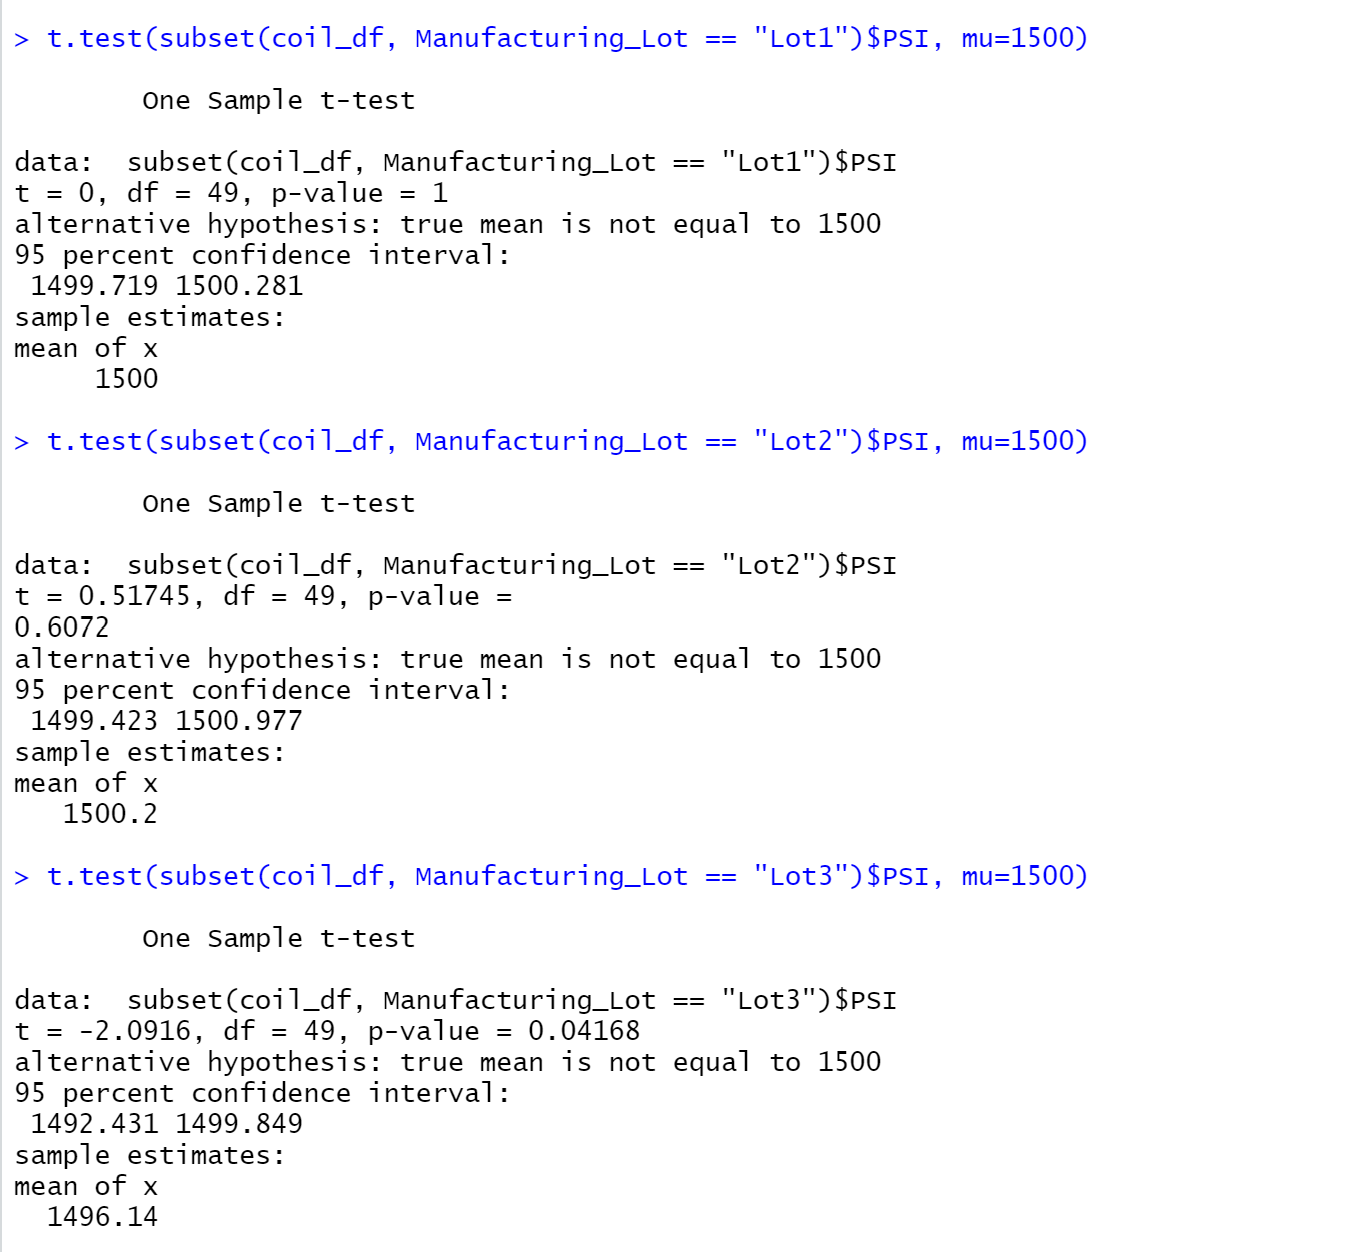 > t.test(subset(coil_df, Manufacturing_Lot == "Lot1")$PSI, mu=1500)
One Sample t-test
data:  subset(coil_df, Manufacturing_Lot == "Lot1")$PSI
t = 0, df = 49, p-value = 1
alternative hypothesis: true mean is not equal to 1500
95 percent confidence interval:
1499.719 1500.281
sample estimates:
mean of x
1500
> t.test(subset(coil_df, Manufacturing_Lot == "Lot2")$PSI, mu=1500)
One Sample t-test
data:  subset(coil_df, Manufacturing_Lot == "Lot2")$PSI
t = 0.51745, df = 49, p-value =
0.6072
alternative hypothesis: true mean is not equal to 1500
95 percent confidence interval:
1499.423 1500.977
sample estimates:
mean of x
1500.2
> t.test(subset(coil_df, Manufacturing_Lot == "Lot3")$PSI, mu=1500)
One Sample t-test
data:  subset(coil_df, Manufacturing_Lot == "Lot3")$PSI
t = -2.0916, df = 49, p-value = 0.04168
alternative hypothesis: true mean is not equal to 1500
95 percent confidence interval:
1492.431 1499.849
sample estimates:
mean of x
1496.14